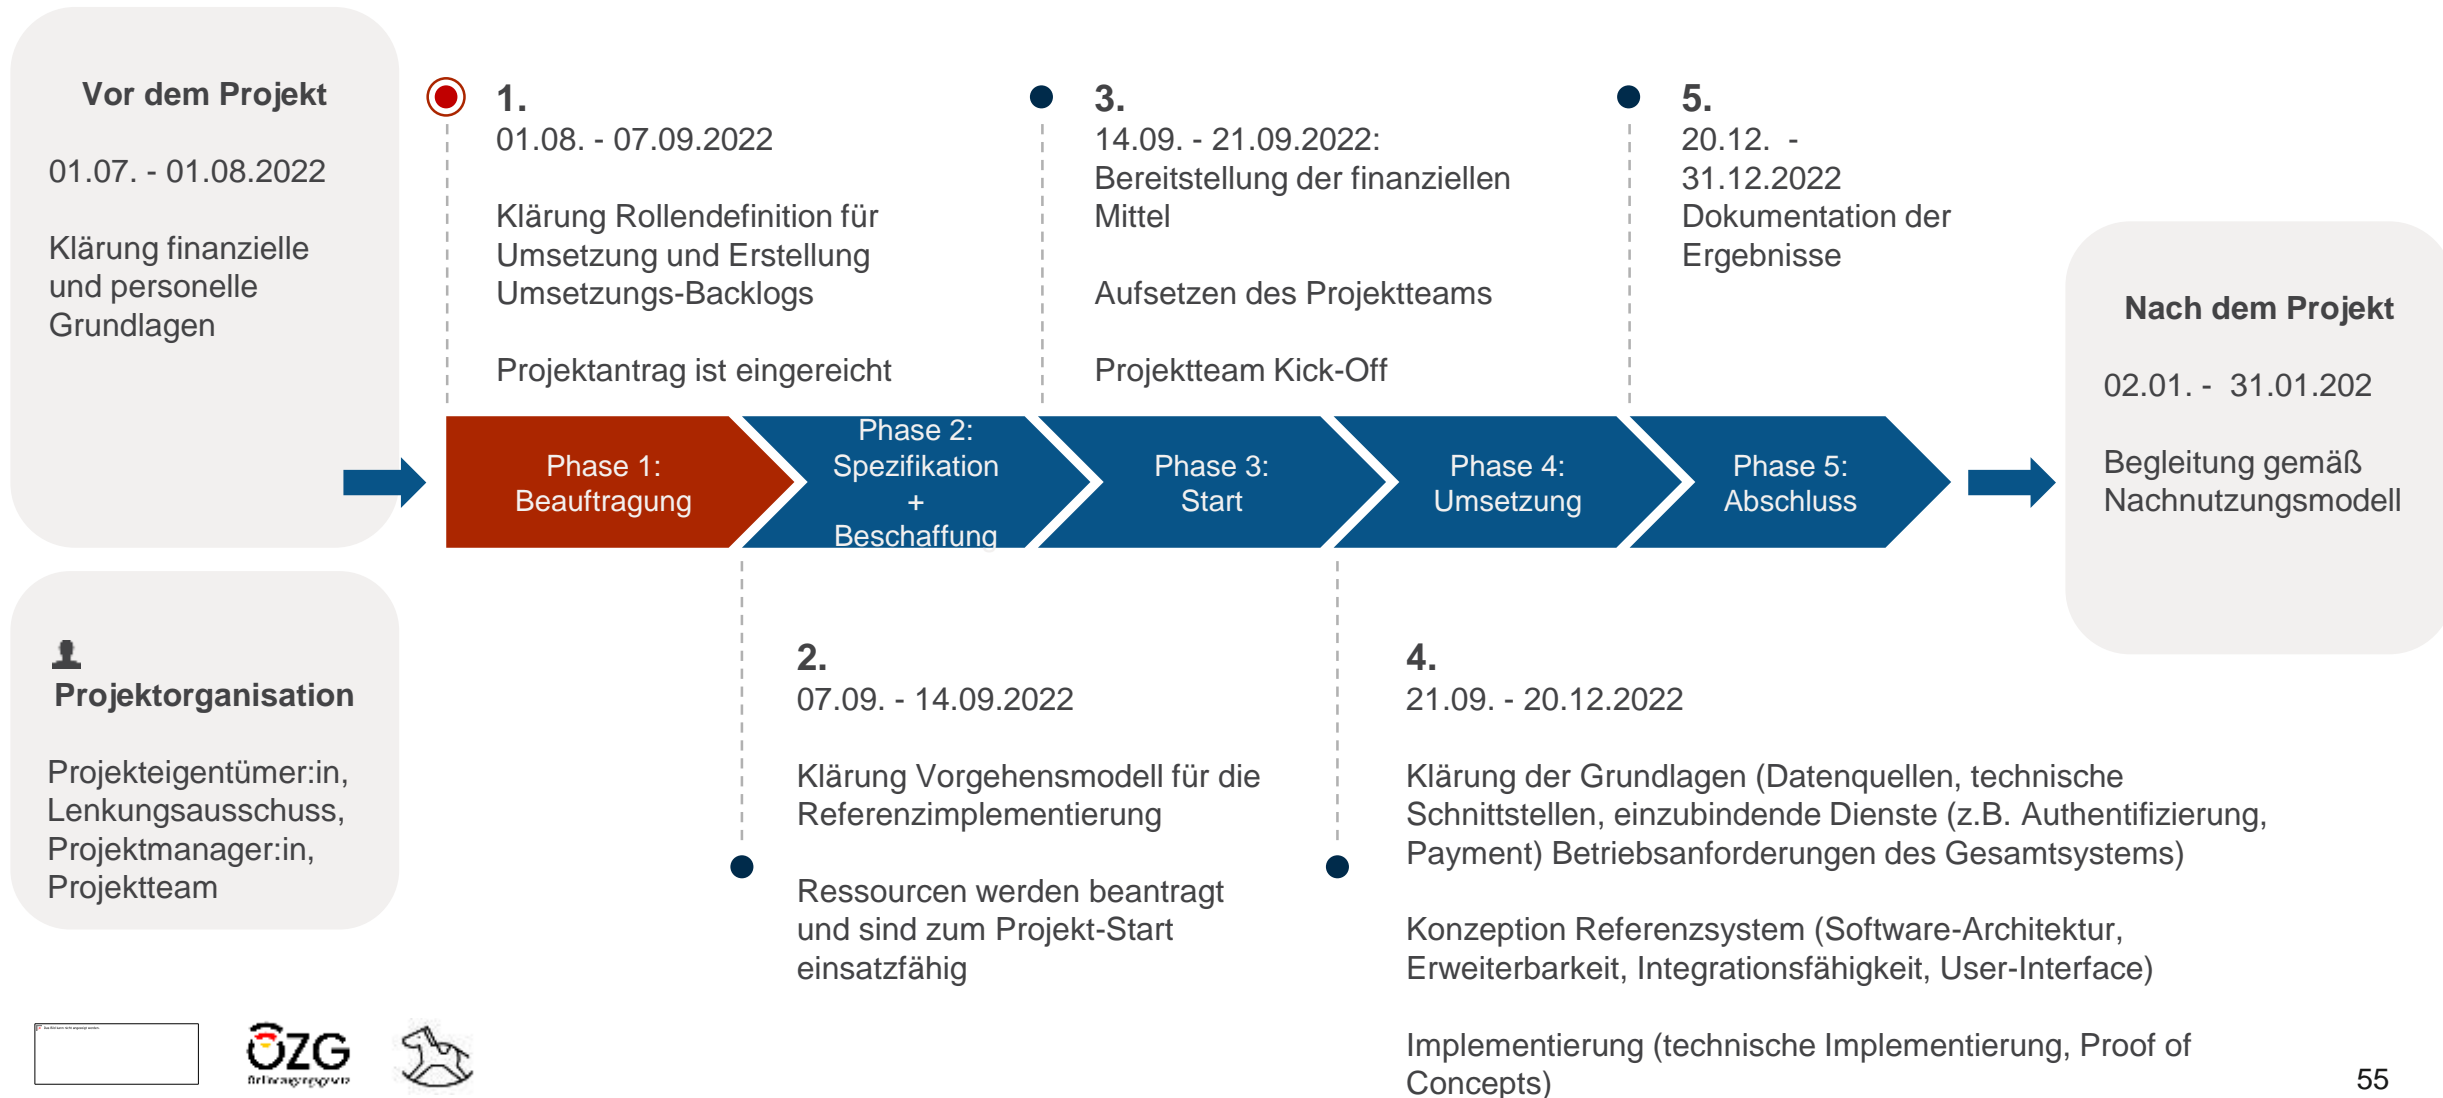 Vor dem Projekt
01.07. - 01.08.2022
Klärung finanzielle
und personelle
Grundlagen
1.
01.08. - 07.09.2022
Klärung Rollendefinition für
Umsetzung und Erstellung
Umsetzungs-Backlogs
Projektantrag ist eingereicht
3.
14.09. - 21.09.2022:
Bereitstellung der finanziellen
Mittel
Aufsetzen des Projektteams
Projektteam Kick-Off
5.
20.12. -
31.12.2022
Dokumentation der
Ergebnisse
Nach dem Projekt
02.01. - 31.01.202
Begleitung gemäß
Nachnutzungsmodell
Phase 1:
Beauftragung
Phase 2:
Spezifikation
+
Beschaffung
Phase 3:
Start
Phase 4:
Umsetzung
Phase 5:
Abschluss
Projektorganisation
Projekteigentümer:in,
Lenkungsausschuss,
Projektmanager:in,
Projektteam
2.
07.09. - 14.09.2022
Klärung Vorgehensmodell für die
Referenzimplementierung
Ressourcen werden beantragt
und sind zum Projekt-Start
einsatzfähig
4.
21.09. - 20.12.2022
Klärung der Grundlagen (Datenquellen, technische
Schnittstellen, einzubindende Dienste (z.B. Authentifizierung,
Payment) Betriebsanforderungen des Gesamtsystems)
Konzeption Referenzsystem (Software-Architektur,
Erweiterbarkeit, Integrationsfähigkeit, User-Interface)
Implementierung (technische Implementierung, Proof of
Concepts)
OZG
55